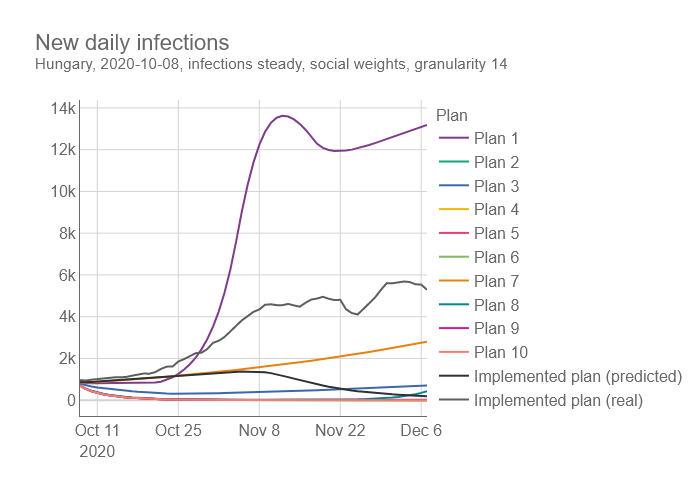 New daily infections
Hungary, 2020-10-08, infections steady, social weights, granularity 14
14k
12k
10k
8k
6k
4k
2k
0
Oct 11
2020
Oct 25
Nov 8
Nov 22
Dec 6
Plan
Plan 1
Plan 2
Plan 3
Plan 4
Plan 5
Plan 6
Plan 7
Plan 8
Plan 9
Plan 10
Implemented plan (predicted)
Implemented plan (real)